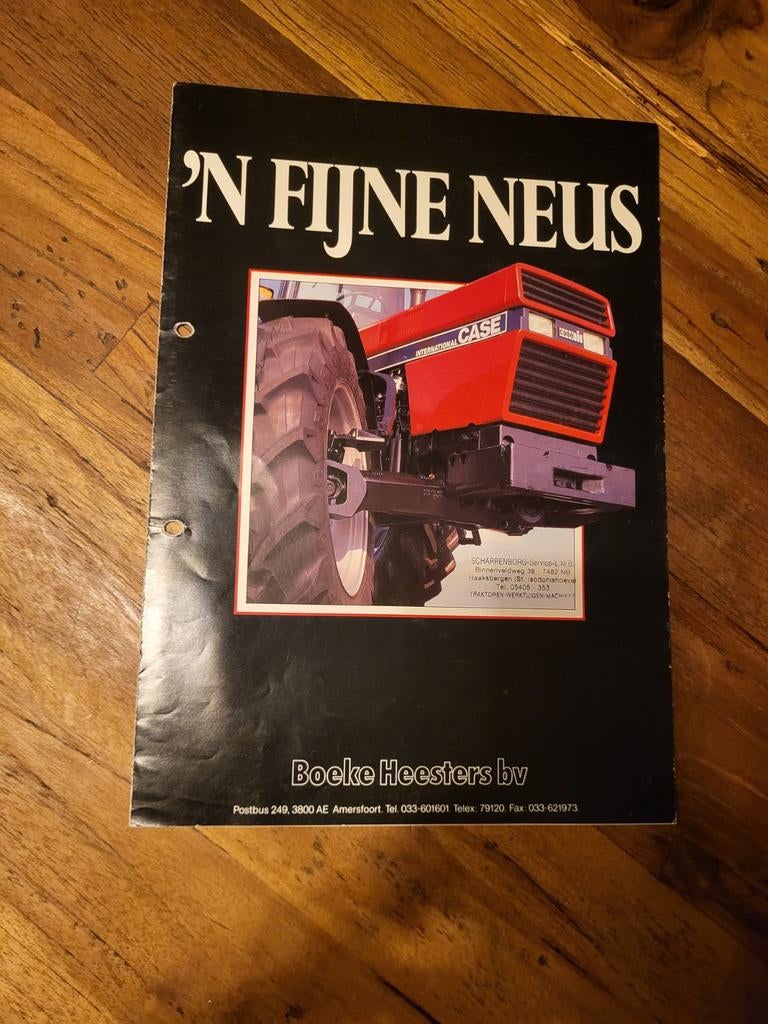 'N FIJNE NEUS
INTERNATIONAL CASE
SCHARRENBORG-Service-L.M.B.
Binnenveldweg 36 - 7482 NB
Haaksbergen (St. Isodorushoeve)
Tel. 05405 - 353
TRAKTOREN-WERKTUIGEN-MACHINES
Boeke Heesters bv
Postbus 249, 3800 AE Amersfoort. Tel. 033-601601. Telex: 79120. Fax: 033-621973.